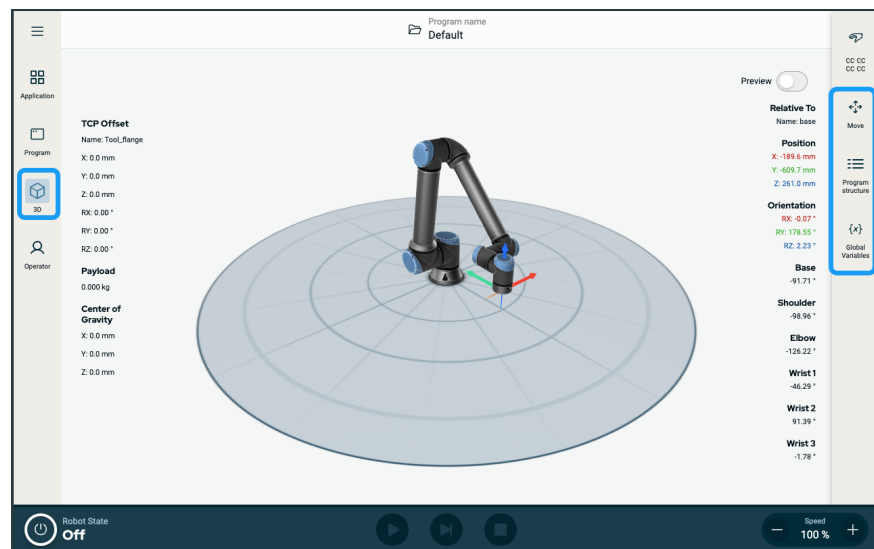 Program name
Default
Application
Program
3D
Operator
TCP Offset
Name: Tool_flange
X: 0.0 mm
Y: 0.0 mm
Z: 0.0 mm
RX: 0.00 °
RY: 0.00 °
RZ: 0.00 °
Payload
0.000 kg
Center of
Gravity
X: 0.0 mm
Y: 0.0 mm
Z: 0.0 mm
Preview
Relative To
Name: base
Position
X: -189.6 mm
Y: -609.7 mm
Z: 261.0 mm
Orientation
RX: -0.07 °
RY: 178.55 °
RZ: 2.23 °
Base
-91.71 °
Shoulder
-98.96 °
Elbow
-126.22 °
Wrist 1
-46.29 °
Wrist 2
91.39 °
Wrist 3
-1.78 °
CC CC
CC CC
Move
Program
structure
{x}
Global
Variables
Robot State
Off
Speed
100 %